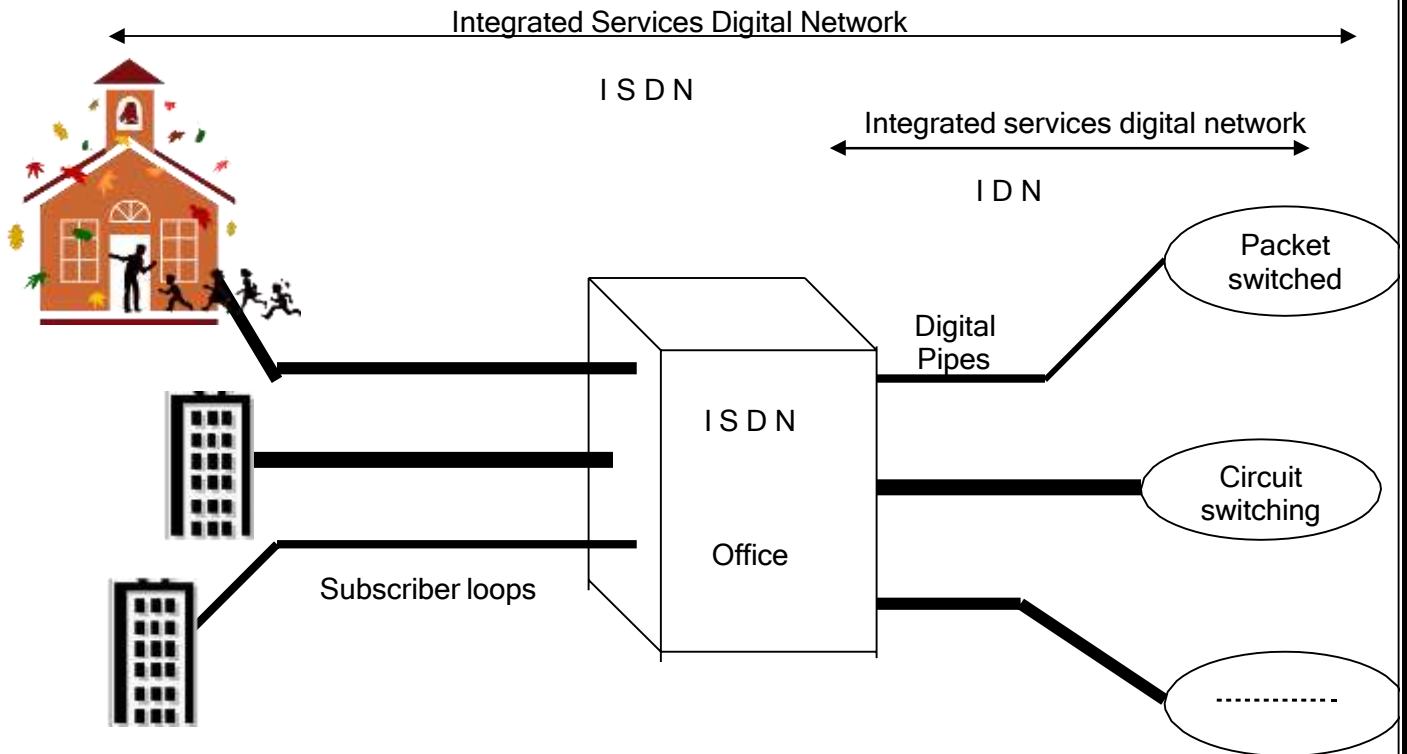 Integrated Services Digital Network
I S D N
Integrated services digital network
I D N
Packet
switched
Digital
Pipes
I S D N
Circuit
switching
Office
Subscriber loops